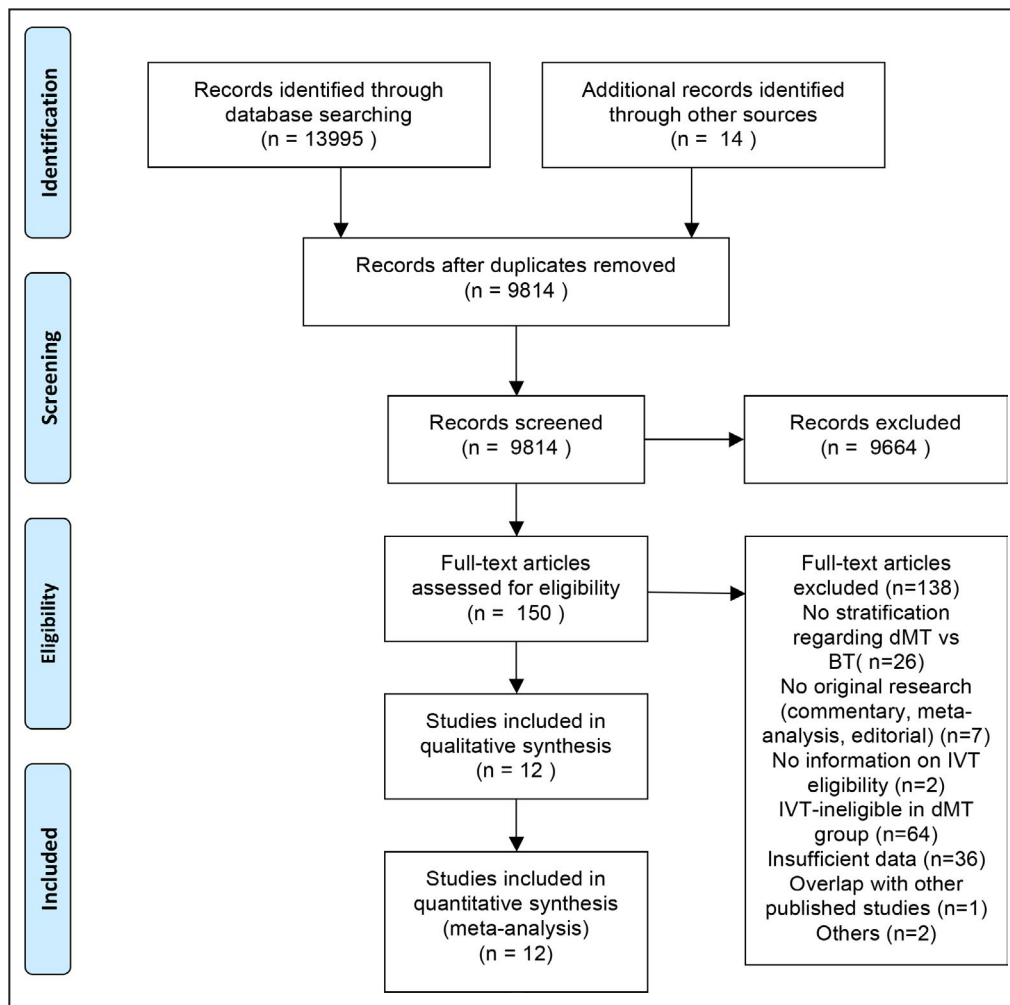 Identification
Records identified through
database searching
(n = 13995 )
Additional records identified
through other sources
(n = 14 )
Records after duplicates removed
(n = 9814 )
Screening
Records screened
(n = 9814 )
Records excluded
(n = 9664 )
Eligibility
Full-text articles
assessed for eligibility
(n = 150 )
Full-text articles
excluded (n=138)
No stratification
regarding dMT vs
BT( n=26)
No original research
(commentary, meta-
analysis, editorial) (n=7)
No information on IVT
eligibility (n=2)
IVT-ineligible in dMT
group (n=64)
Insufficient data (n=36)
Overlap with other
published studies (n=1)
Others (n=2)
Studies included in
qualitative synthesis
(n = 12 )
Included
Studies included in
quantitative synthesis
(meta-analysis)
(n = 12)